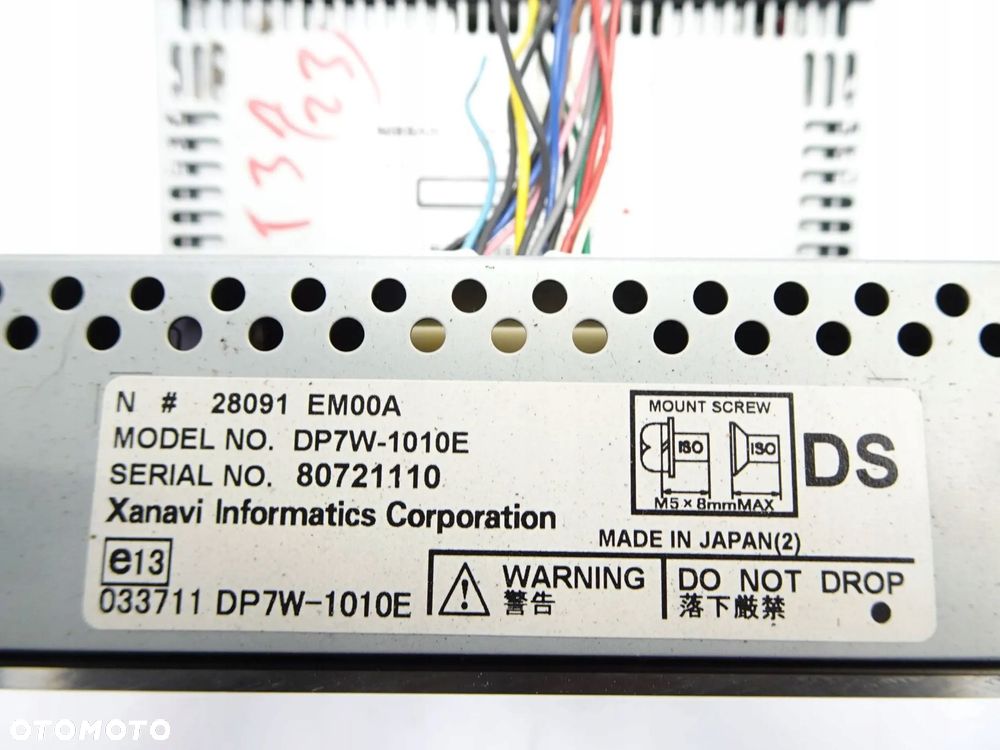 T 32
(23)
N # 28091 EM00A
MODEL NO. DP7W-1010E
SERIAL NO. 80721110
Xanavi Informatics Corporation
e13
033711 DP7W-1010E
MOUNT SCREW
ISO ISO
M5×8mmMAX
DS
MADE IN JAPAN(2)
WARNING
警告
DO NOT DROP
落下厳禁
OTOMOTO